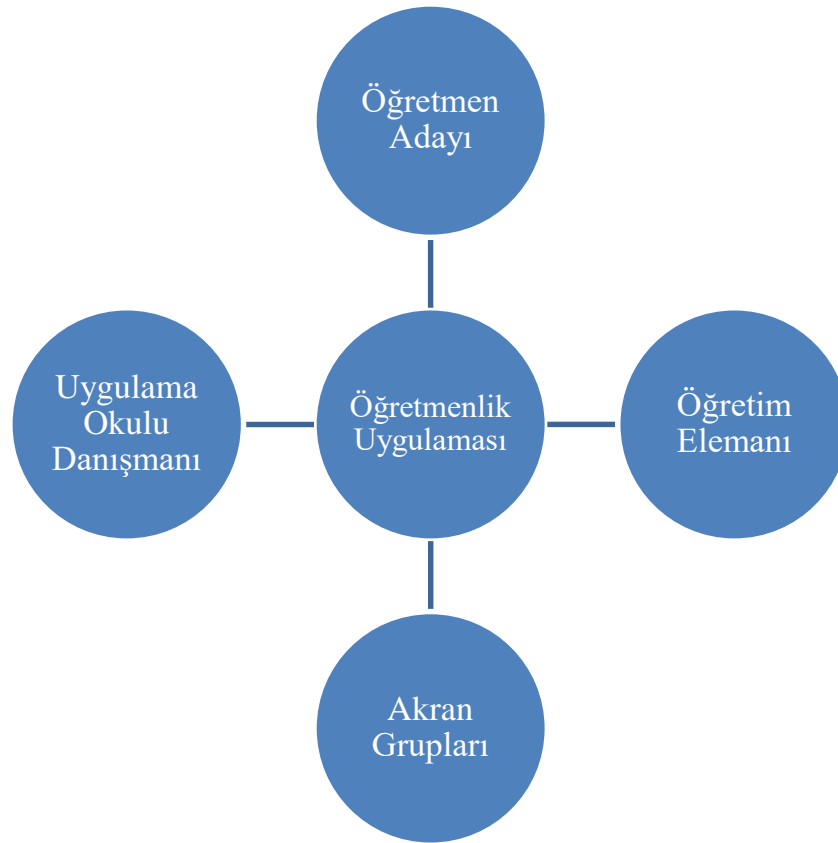 Öğretmen
Adayı
Uygulama
Okulu
Danışmanı
Öğretmenlik
Uygulaması
Öğretim
Elemanı
Akran
Grupları